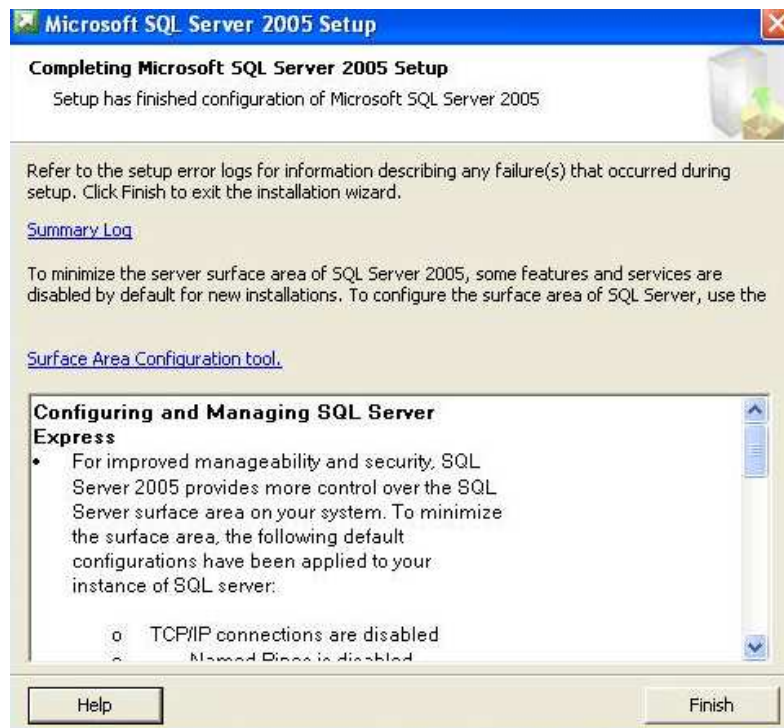 Microsoft SQL Server 2005 Setup
Completing Microsoft SQL Server 2005 Setup
Setup has finished configuration of Microsoft SQL Server 2005
Refer to the setup error logs for information describing any failure(s) that occurred during
setup. Click Finish to exit the installation wizard.
Summary Log
To minimize the server surface area of SQL Server 2005, some features and services are
disabled by default for new installations. To configure the surface area of SQL Server, use the
Surface Area Configuration tool.
Configuring and Managing SQL Server
Express
• For improved manageability and security, SQL
Server 2005 provides more control over the SQL
Server surface area on your system. To minimize
the surface area, the following default
configurations have been applied to your
instance of SQL server:
o TCP/IP connections are disabled
o Named Pipes is disabled
Help
Finish